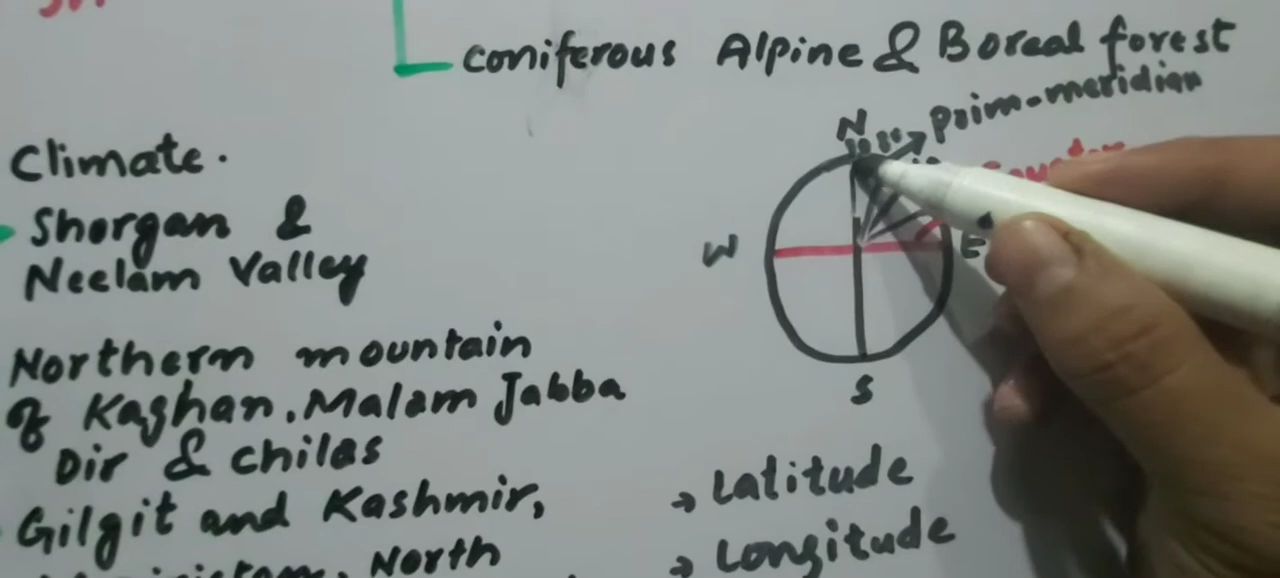 coniferous Alpine & Boreal forest
N
prim-meridian
Climate.
Shorgan &
Neelam Valley
W
E
Northern mountain
of Kaghan, Malam Jabba
Dir & chilas
S
Gilgit and Kashmir,
North
→ Latitude
→ Longitude